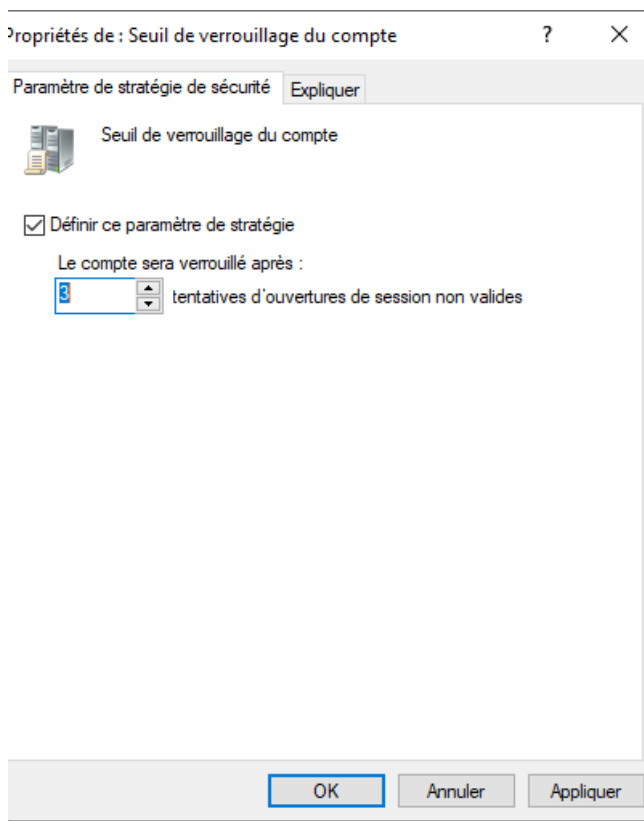 Propriétés de : Seuil de verrouillage du compte ? ×
Paramètre de stratégie de sécurité Expliquer
Seuil de verrouillage du compte
Définir ce paramètre de stratégie
Le compte sera verrouillé après :
3 tentatives d'ouvertures de session non valides
OK Annuler Appliquer